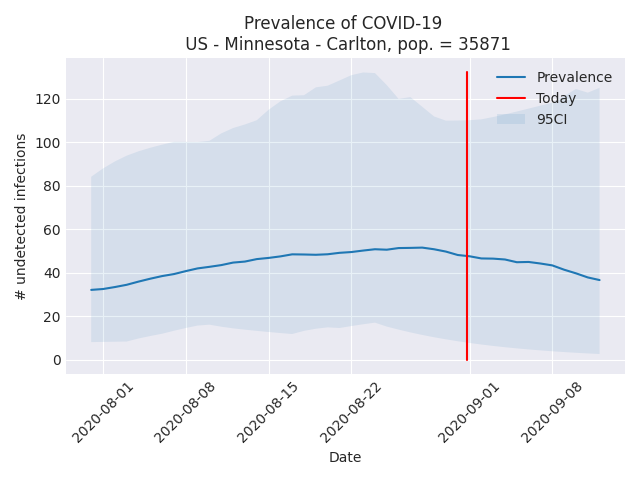 Prevalence of COVID-19
US - Minnesota - Carlton, pop. = 35871
Prevalence
Today
95CI
# undetected infections
120
100
80
60
40
20
0
2020-08-01
2020-08-08
2020-08-15
2020-08-22
2020-09-01
2020-09-08
Date